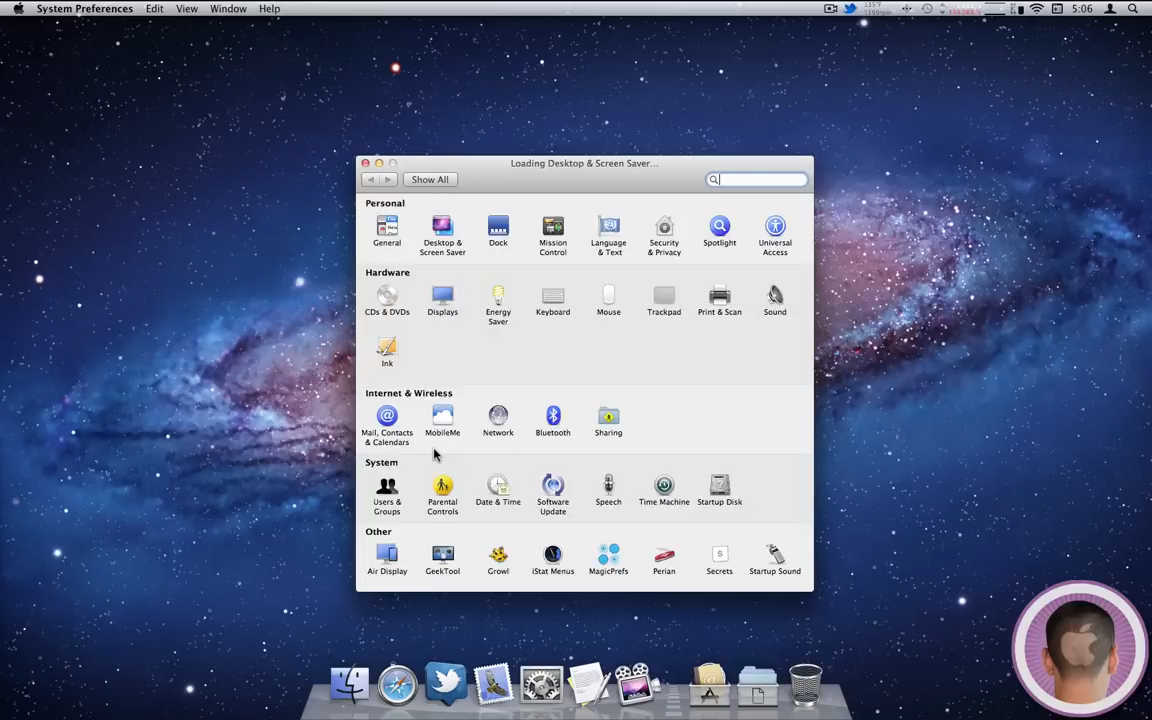 System Preferences Edit View Window Help 5:06
Loading Desktop & Screen Saver...
Show All
Personal
General Desktop & Screen Saver Dock Mission Control Language & Text Security & Privacy Spotlight Universal Access
Hardware
CDs & DVDs Displays Energy Saver Keyboard Mouse Trackpad Print & Scan Sound
Ink
Internet & Wireless
Mail, Contacts & Calendars MobileMe Network Bluetooth Sharing
System
Users & Groups Parental Controls Date & Time Software Update Speech Time Machine Startup Disk
Other
Air Display GeekTool Growl iStat Menus MagicPrefs Perian Secrets Startup Sound